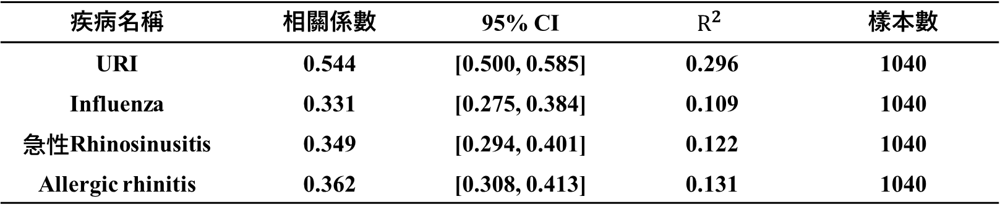 疾病名稱 相關係數 95% CI R² 樣本數
URI 0.544 [0.500, 0.585] 0.296 1040
Influenza 0.331 [0.275, 0.384] 0.109 1040
急性Rhinosinusitis 0.349 [0.294, 0.401] 0.122 1040
Allergic rhinitis 0.362 [0.308, 0.413] 0.131 1040